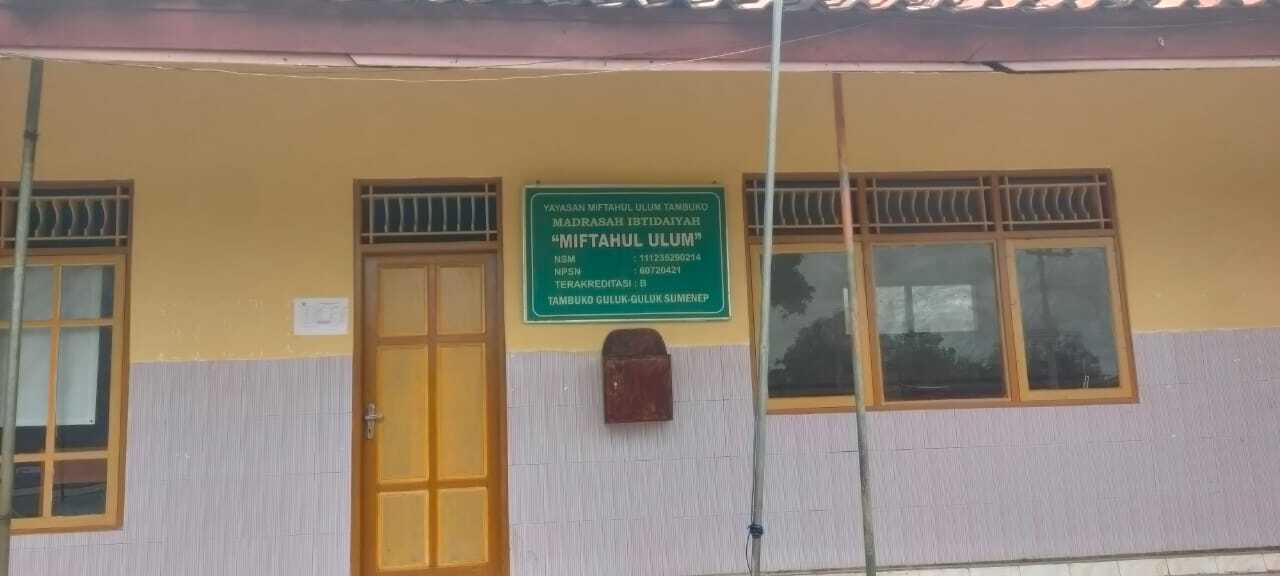 YAYASAN MIFTAHUL ULUM TAMBUKO
MADRASAH IBTIDAIYAH
“MIFTAHUL ULUM”
NSM : 111235290214
NPSN : 60720421
TERAKREDITASI : B
TAMBUKO GULUK-GULUK SUMENEP